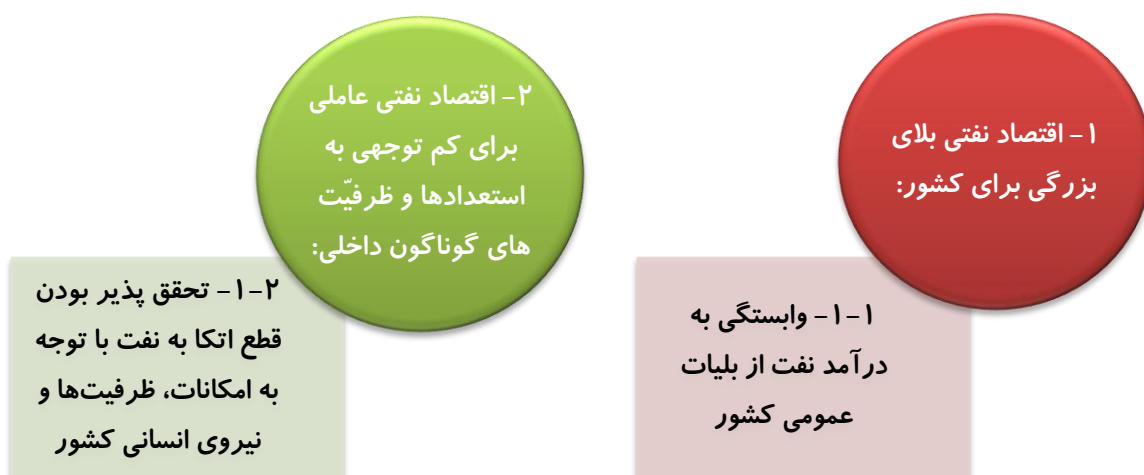 ۱- اقتصاد نفتی بلای
بزرگی برای کشور:
۱-۱- وابستگی به
درآمد نفت از بلیات
عمومی کشور
۲- اقتصاد نفتی عاملی
برای کم توجهی به
استعدادها و ظرفیّت
های گوناگون داخلی:
۲-۱- تحقق پذیر بودن
قطع اتکا به نفت با توجه
به امکانات، ظرفیت‌ها و
نیروی انسانی کشور